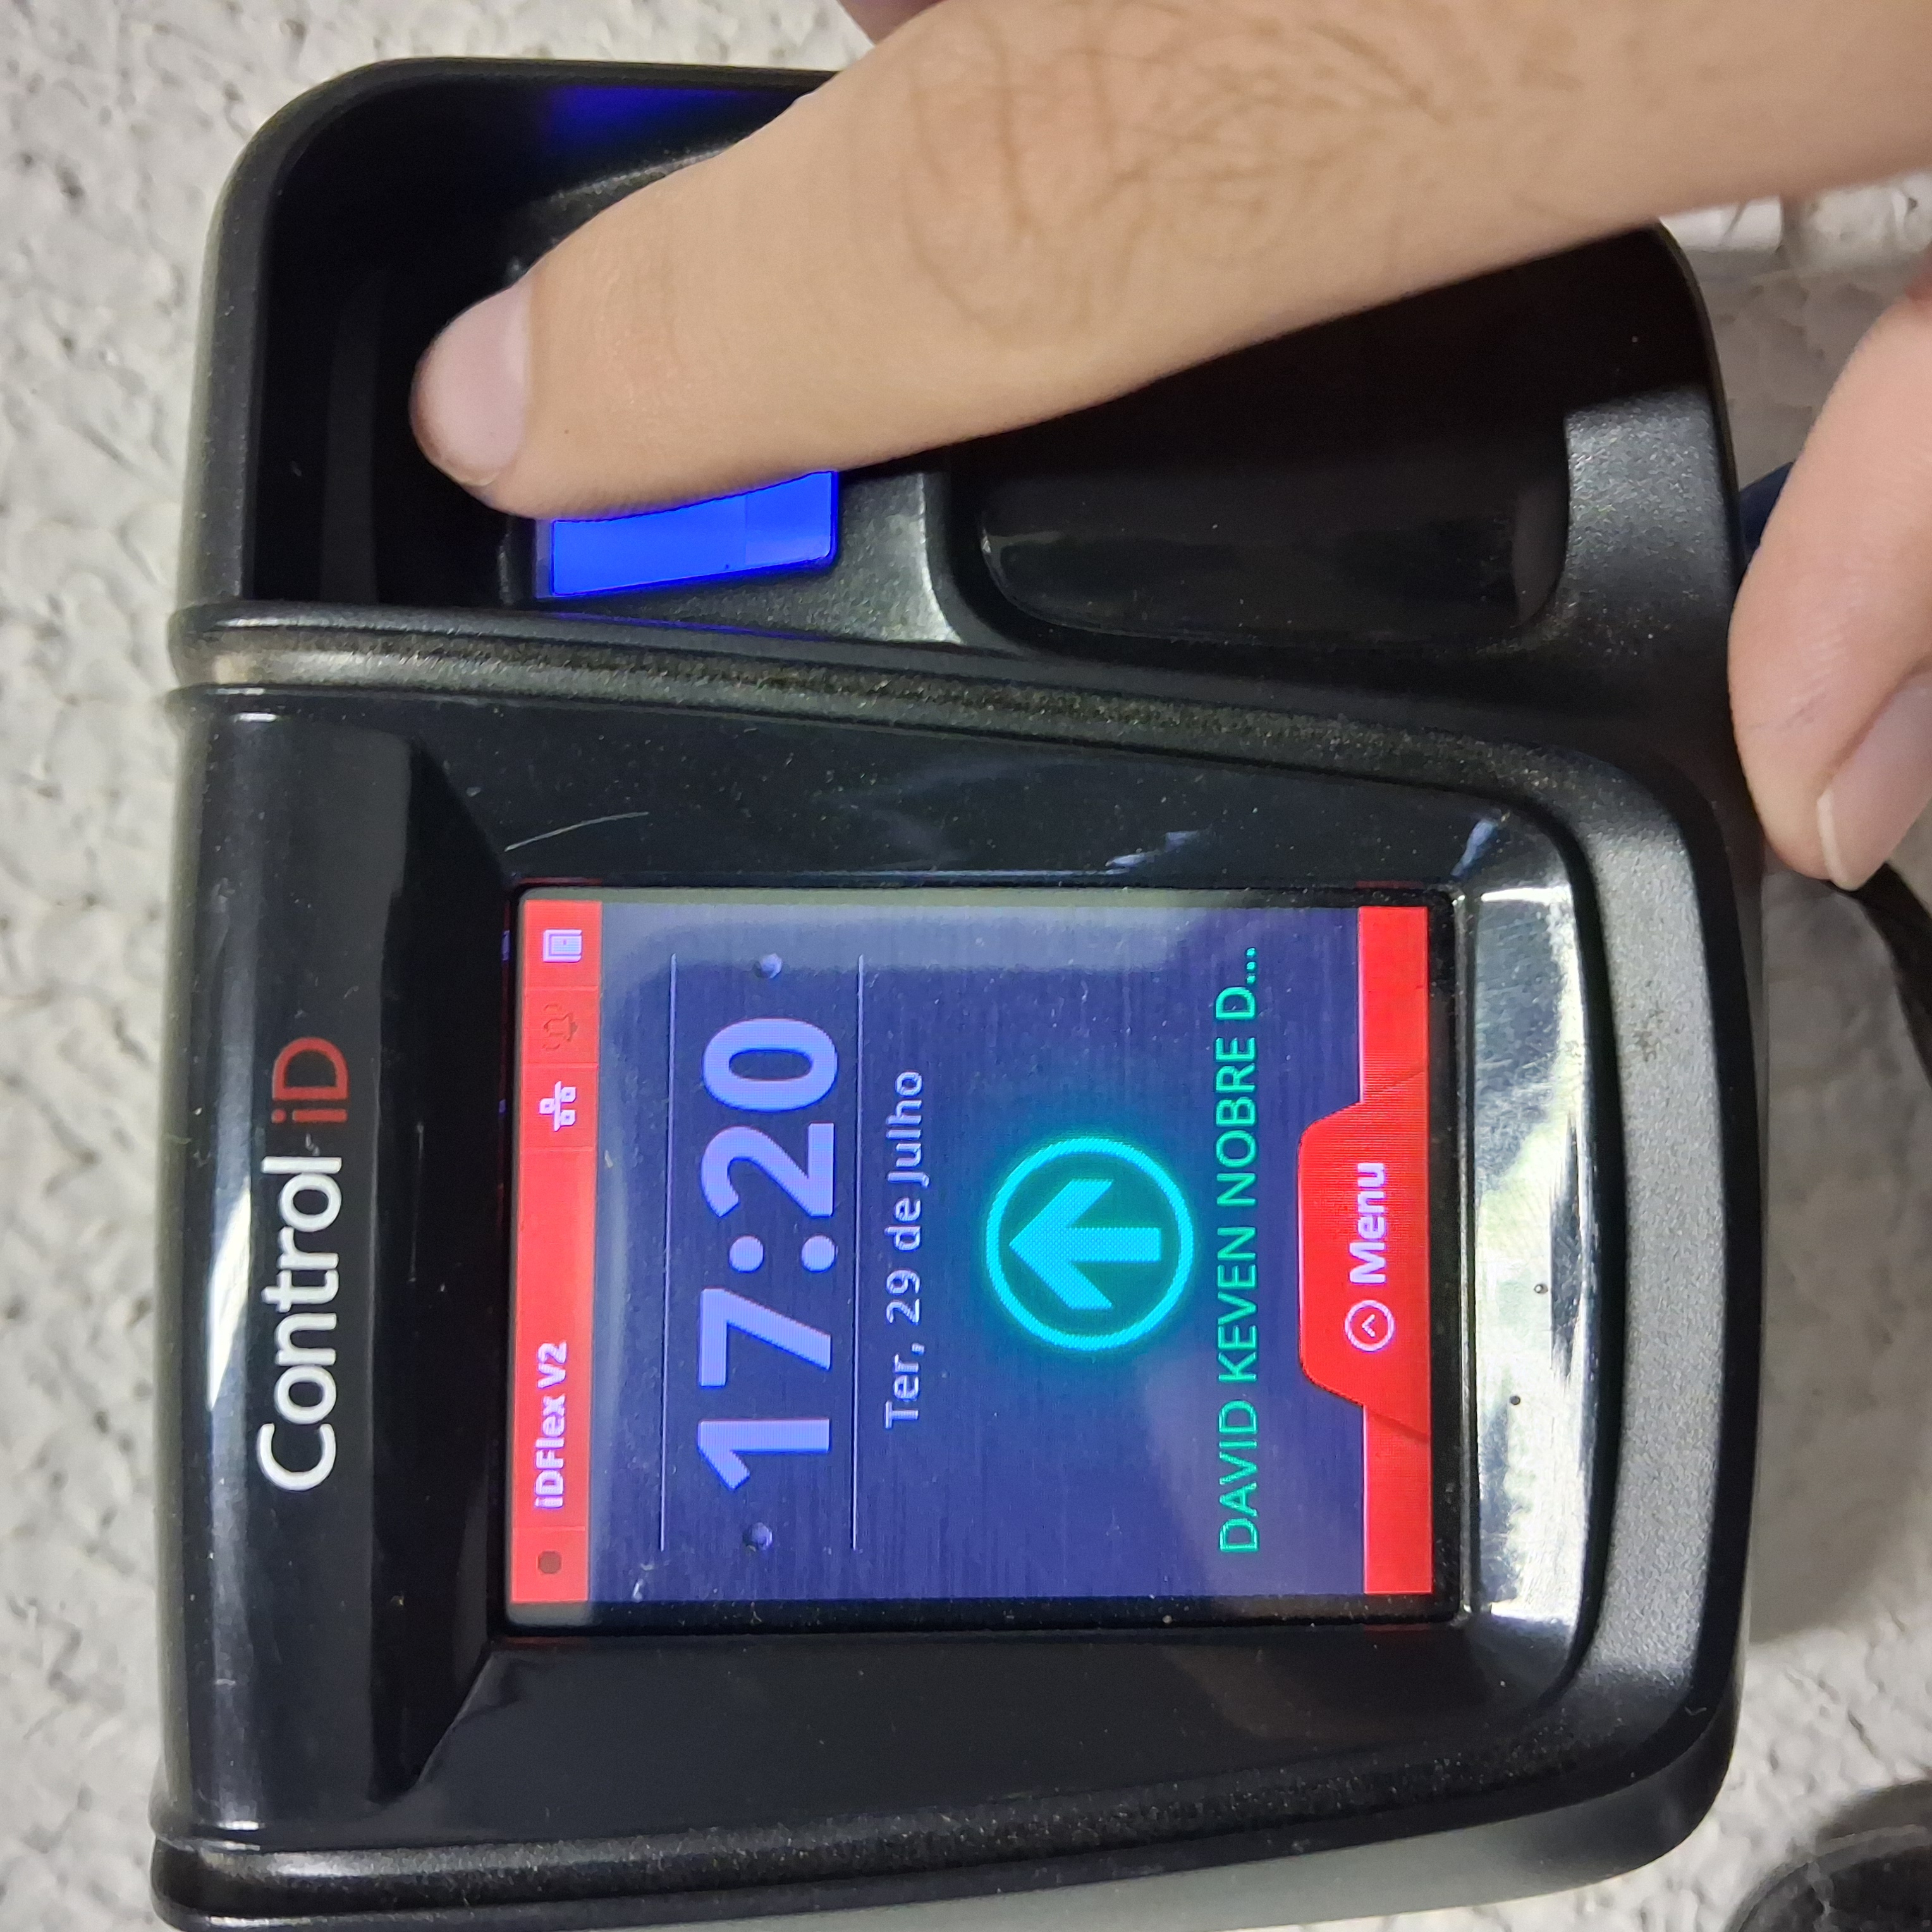 Control iD
iDFlex V2
17:20
Ter, 29 de Julho
DAVID KEVEN NOBRE D...
Menu